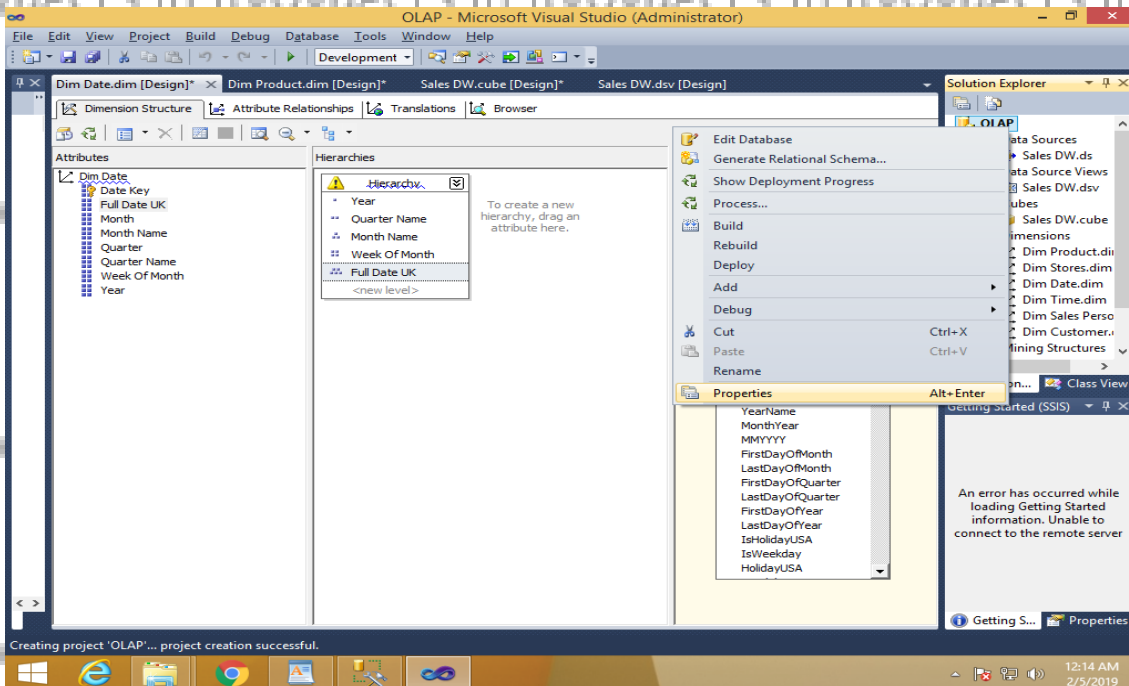 OLAP - Microsoft Visual Studio (Administrator)
File Edit View Project Build Debug Database Tools Window Help
Development
Dim Date.dim [Design]* Dim Product.dim [Design]* Sales DW.cube [Design]* Sales DW.dsv [Design]
Solution Explorer
Dimension Structure Attribute Relationships Translations Browser
Attributes
Dim Date
Date Key
Full Date UK
Month
Month Name
Quarter
Quarter Name
Week Of Month
Year
Hierarchies
Hierarchy
Year
Quarter Name
Month Name
Week Of Month
Full Date UK
<new level>
To create a new
hierarchy, drag an
attribute here.
Edit Database
Generate Relational Schema...
Show Deployment Progress
Process...
Build
Rebuild
Deploy
Add
Debug
Cut Ctrl+X
Paste Ctrl+V
Rename
Properties Alt+Enter
YearName
MonthYear
MMYYYY
FirstDayOfMonth
LastDayOfMonth
FirstDayOfQuarter
LastDayOfQuarter
FirstDayOfYear
LastDayOfYear
IsHolidayUSA
IsWeekday
HolidayUSA
OLAP
ata Sources
Sales DW.ds
ata Source Views
Sales DW.dsv
ubes
Sales DW.cube
imensions
Dim Product.di
Dim Stores.dim
Dim Date.dim
Dim Time.dim
Dim Sales Perso
Dim Customer.
ining Structures
on... Class View
Getting Started (SSIS)
An error has occurred while
loading Getting Started
information. Unable to
connect to the remote server
Getting S... Properties
Creating project 'OLAP'... project creation successful.
12:14 AM
2/5/2019